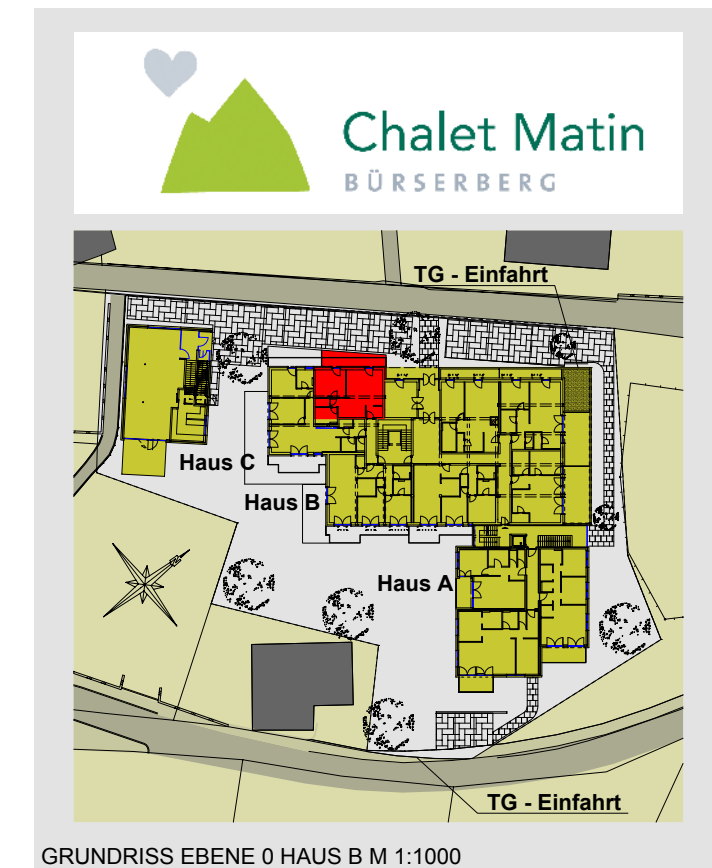 Chalet Matin
BÜRSERBERG
TG - Einfahrt
Haus C
Haus B
Haus A
TG - Einfahrt
GRUNDRISS EBENE 0 HAUS B M 1:1000